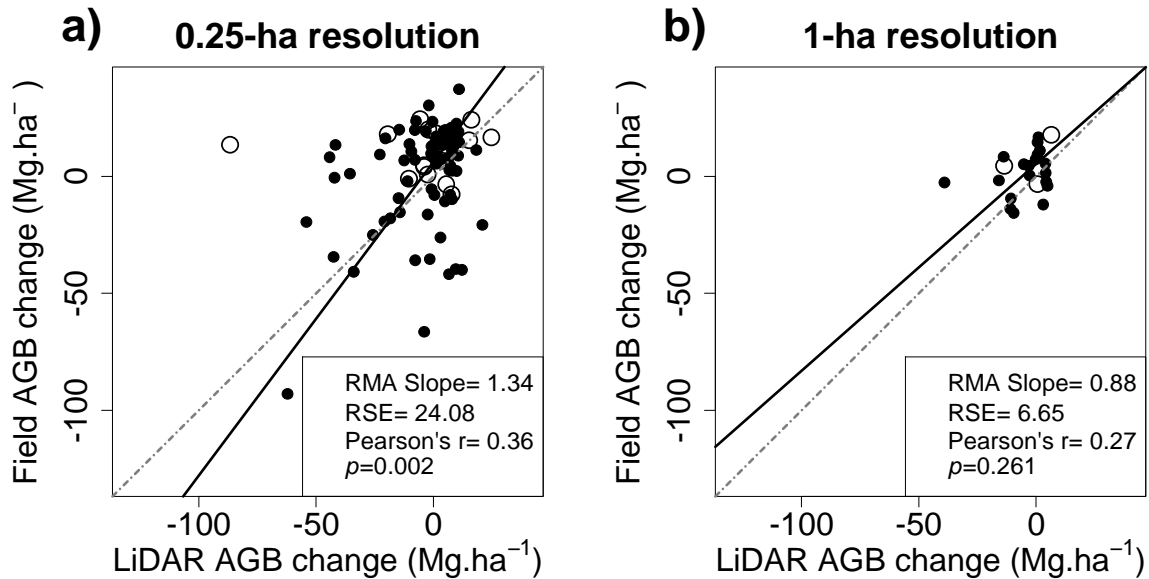 a) 0.25-ha resolution
Field AGB change (Mg.ha⁻ )
0
-50
-100
-100 -50 0
LiDAR AGB change (Mg.ha⁻¹)
RMA Slope= 1.34
RSE= 24.08
Pearson's r= 0.36
p=0.002
b) 1-ha resolution
Field AGB change (Mg.ha⁻ )
0
-50
-100
-100 -50 0
LiDAR AGB change (Mg.ha⁻¹)
RMA Slope= 0.88
RSE= 6.65
Pearson's r= 0.27
p=0.261